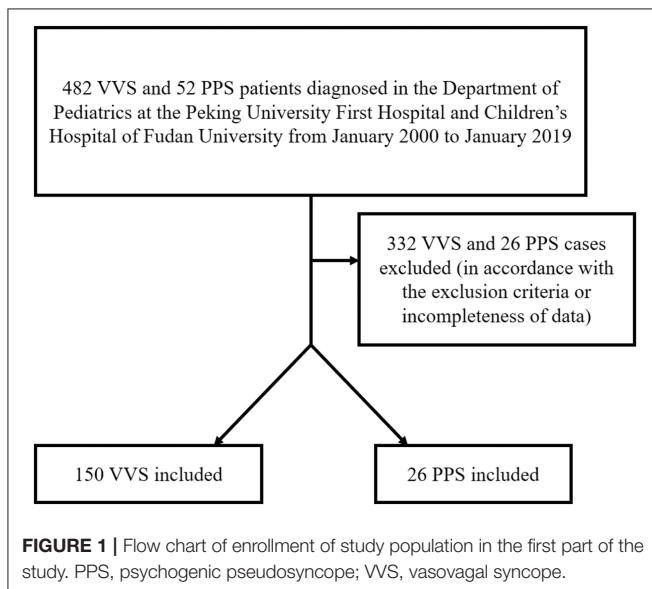 482 VVS and 52 PPS patients diagnosed in the Department of
Pediatrics at the Peking University First Hospital and Children's
Hospital of Fudan University from January 2000 to January 2019
332 VVS and 26 PPS cases
excluded (in accordance with
the exclusion criteria or
incompleteness of data)
150 VVS included
26 PPS included
FIGURE 1 | Flow chart of enrollment of study population in the first part of the
study. PPS, psychogenic pseudosyncope; VVS, vasovagal syncope.